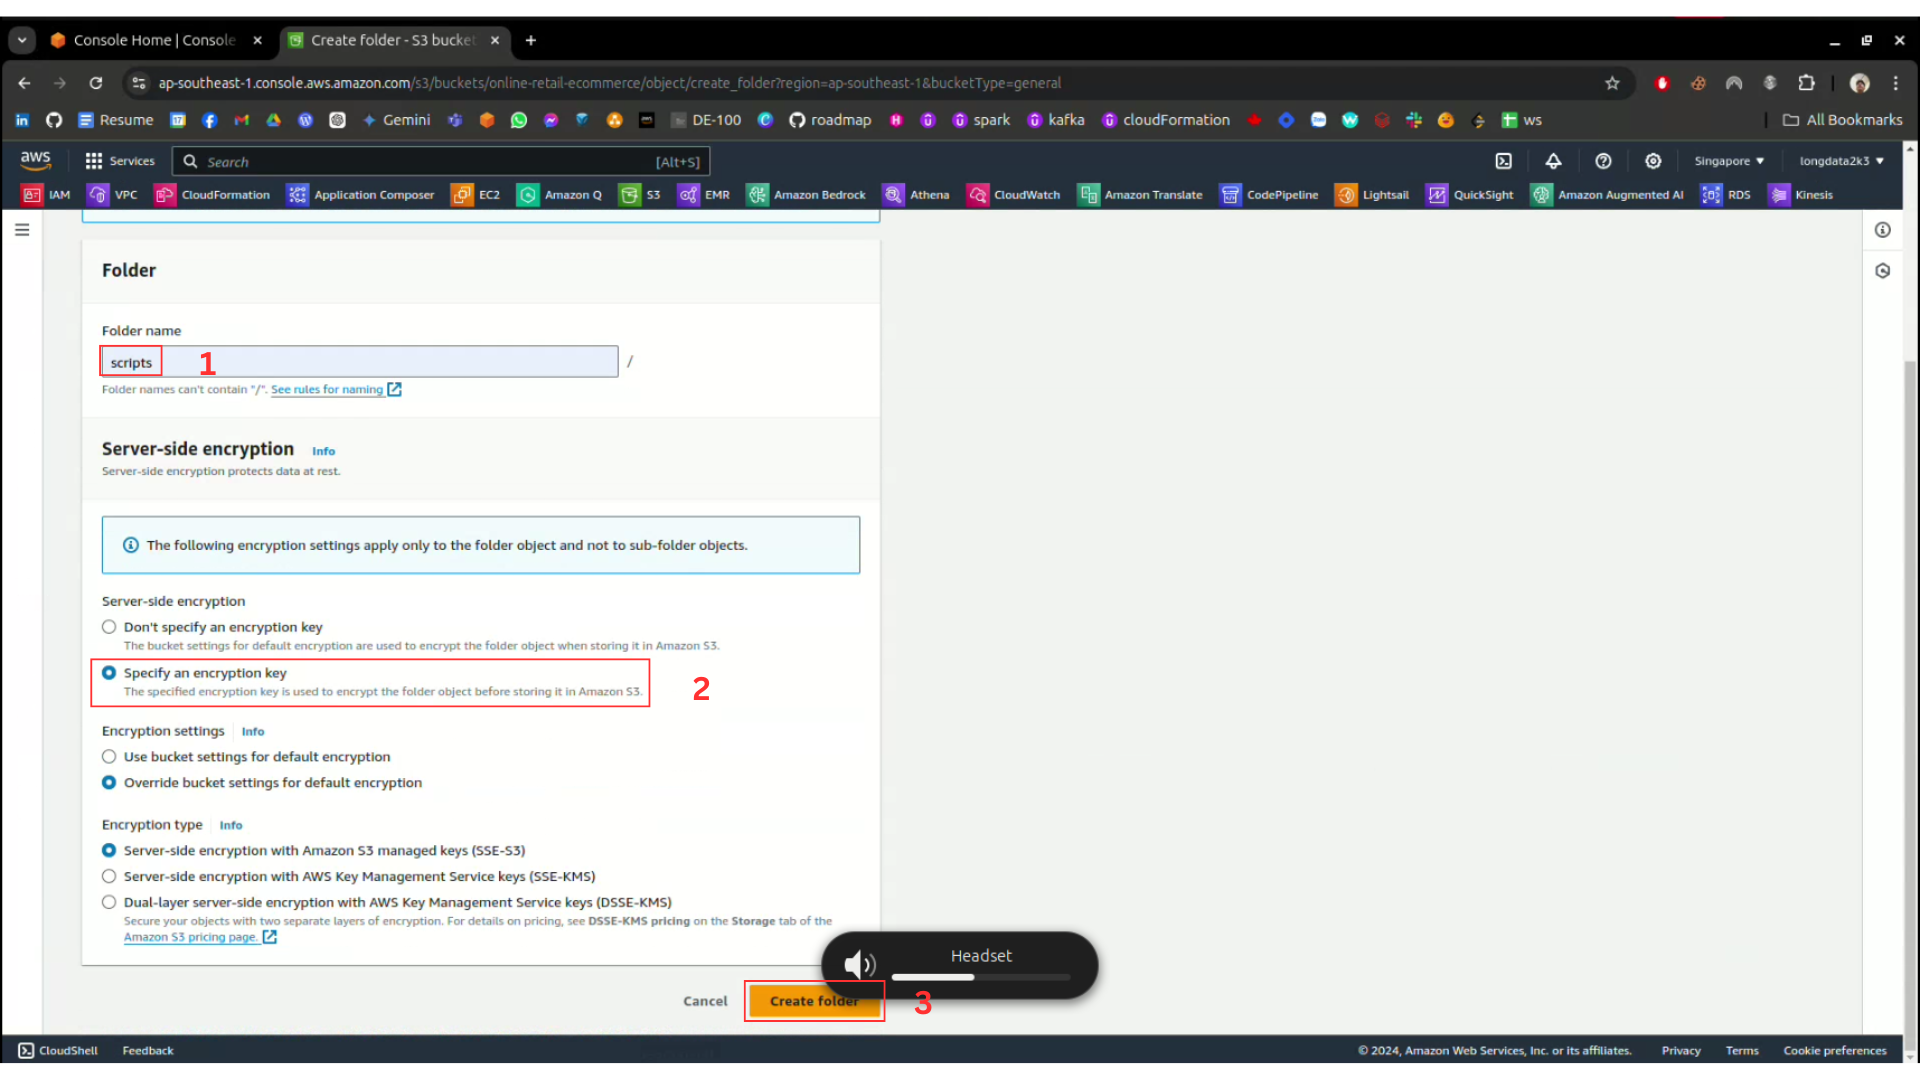 Console Home | Console
Create folder - S3 bucket
ap-southeast-1.console.aws.amazon.com/s3/buckets/online-retail-ecommerce/object/create_folder?region=ap-southeast-1&bucketType=general
Resume
Gemini
DE-100
roadmap
spark
kafka
cloudFormation
ws
All Bookmarks
aws
Services
Search
[Alt+S]
Singapore
longdata2k3
IAM
VPC
CloudFormation
Application Composer
EC2
Amazon Q
S3
EMR
Amazon Bedrock
Athena
CloudWatch
Amazon Translate
CodePipeline
Lightsail
QuickSight
Amazon Augmented AI
RDS
Kinesis
Folder
Folder name
scripts
1
/
Folder names can't contain "/". See rules for naming
Server-side encryption Info
Server-side encryption protects data at rest.
The following encryption settings apply only to the folder object and not to sub-folder objects.
Server-side encryption
Don't specify an encryption key
The bucket settings for default encryption are used to encrypt the folder object when storing it in Amazon S3.
Specify an encryption key
The specified encryption key is used to encrypt the folder object before storing it in Amazon S3.
2
Encryption settings Info
Use bucket settings for default encryption
Override bucket settings for default encryption
Encryption type Info
Server-side encryption with Amazon S3 managed keys (SSE-S3)
Server-side encryption with AWS Key Management Service keys (SSE-KMS)
Dual-layer server-side encryption with AWS Key Management Service keys (DSSE-KMS)
Secure your objects with two separate layers of encryption. For details on pricing, see DSSE-KMS pricing on the Storage tab of the
Amazon S3 pricing page.
Headset
Cancel
Create folder
3
CloudShell
Feedback
© 2024, Amazon Web Services, Inc. or its affiliates.
Privacy
Terms
Cookie preferences